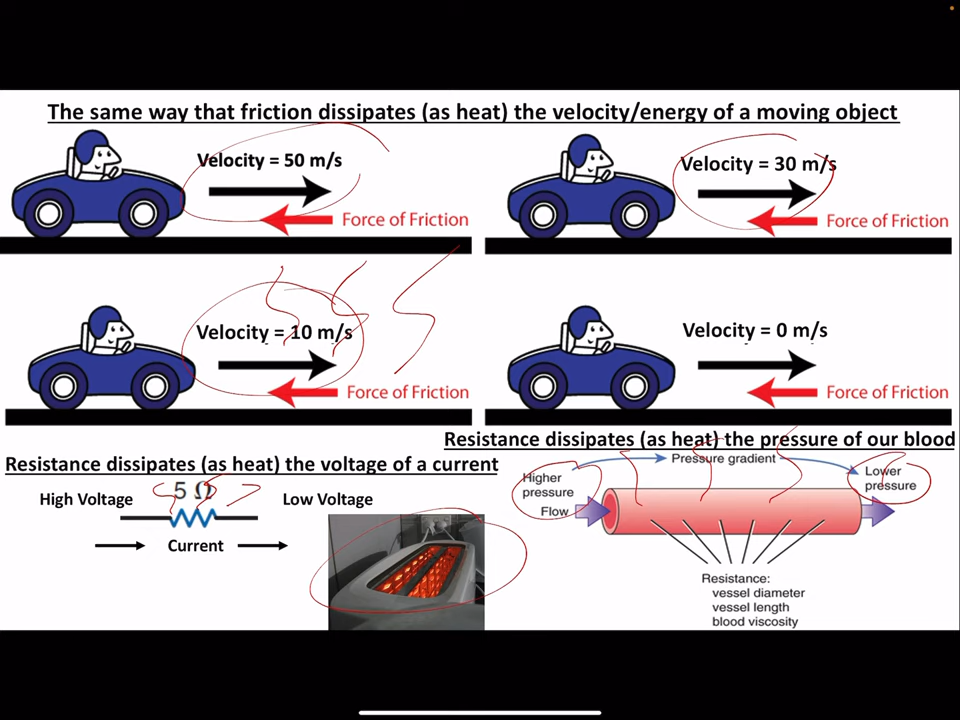 The same way that friction dissipates (as heat) the velocity/energy of a moving object
Velocity = 50 m/s
Force of Friction
Velocity = 30 m/s
Force of Friction
Velocity = 10 m/s
Force of Friction
Velocity = 0 m/s
Force of Friction
Resistance dissipates (as heat) the voltage of a current
5 Ω
High Voltage
Low Voltage
Current
Resistance dissipates (as heat) the pressure of our blood
Pressure gradient
Higher
pressure
Lower
pressure
Flow
Resistance:
vessel diameter
vessel length
blood viscosity